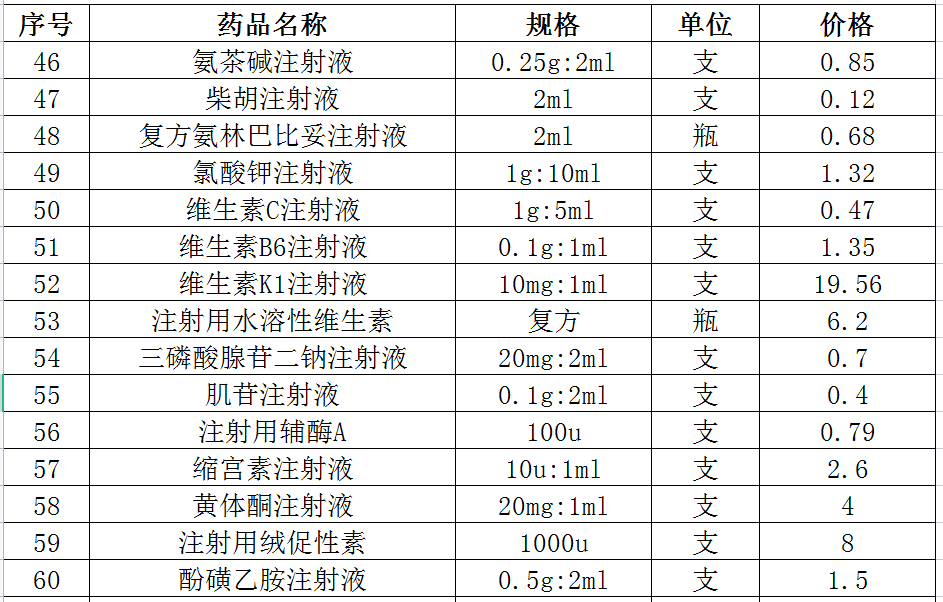 序号 药品名称 规格 单位 价格
46 氨茶碱注射液 0.25g:2ml 支 0.85
47 柴胡注射液 2ml 支 0.12
48 复方氨林巴比妥注射液 2ml 瓶 0.68
49 氯酸钾注射液 1g:10ml 支 1.32
50 维生素C注射液 1g:5ml 支 0.47
51 维生素B6注射液 0.1g:1ml 支 1.35
52 维生素K1注射液 10mg:1ml 支 19.56
53 注射用水溶性维生素 复方 瓶 6.2
54 三磷酸腺苷二钠注射液 20mg:2ml 支 0.7
55 肌苷注射液 0.1g:2ml 支 0.4
56 注射用辅酶A 100u 支 0.79
57 缩宫素注射液 10u:1ml 支 2.6
58 黄体酮注射液 20mg:1ml 支 4
59 注射用绒促性素 1000u 支 8
60 酚磺乙胺注射液 0.5g:2ml 支 1.5